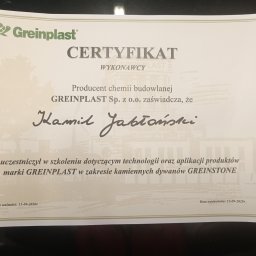 Greinplast®
CERTYFIKAT
WYKONAWCY
Producent chemii budowlanej
GREINPLAST Sp. z o.o. zaświadcza, że
Kamil Jabłoński
uczestniczył w szkoleniu dotyczącym technologii oraz aplikacji produktów
marki GREINPLAST w zakresie kamiennych dywanów GREINSTONE